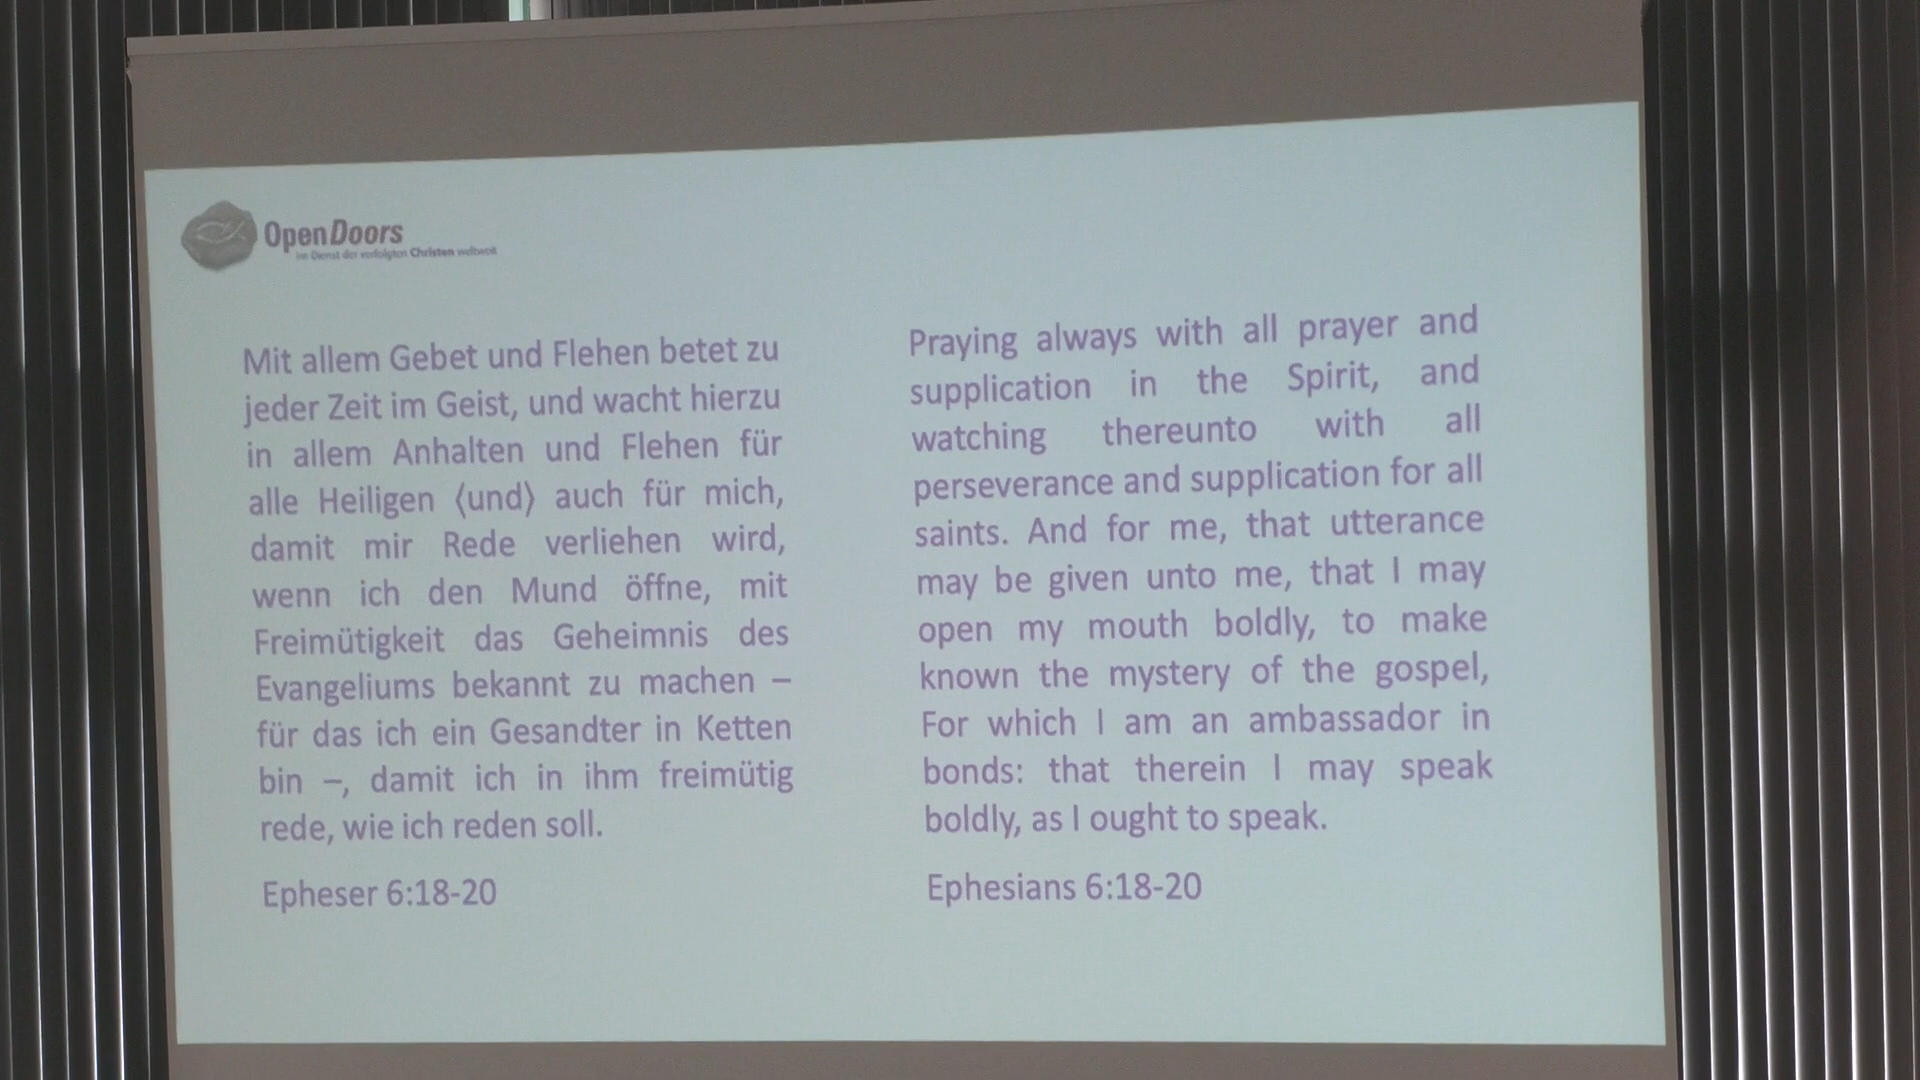 OpenDoors
Im Dienst der verfolgten Christen weltweit
Mit allem Gebet und Flehen betet zu
jeder Zeit im Geist, und wacht hierzu
in allem Anhalten und Flehen für
alle Heiligen ⟨und⟩ auch für mich,
damit mir Rede verliehen wird,
wenn ich den Mund öffne, mit
Freimütigkeit das Geheimnis des
Evangeliums bekannt zu machen –
für das ich ein Gesandter in Ketten
bin –, damit ich in ihm freimütig
rede, wie ich reden soll.
Epheser 6:18-20
Praying always with all prayer and
supplication in the Spirit, and
watching thereunto with all
perseverance and supplication for all
saints. And for me, that utterance
may be given unto me, that I may
open my mouth boldly, to make
known the mystery of the gospel,
For which I am an ambassador in
bonds: that therein I may speak
boldly, as I ought to speak.
Ephesians 6:18-20